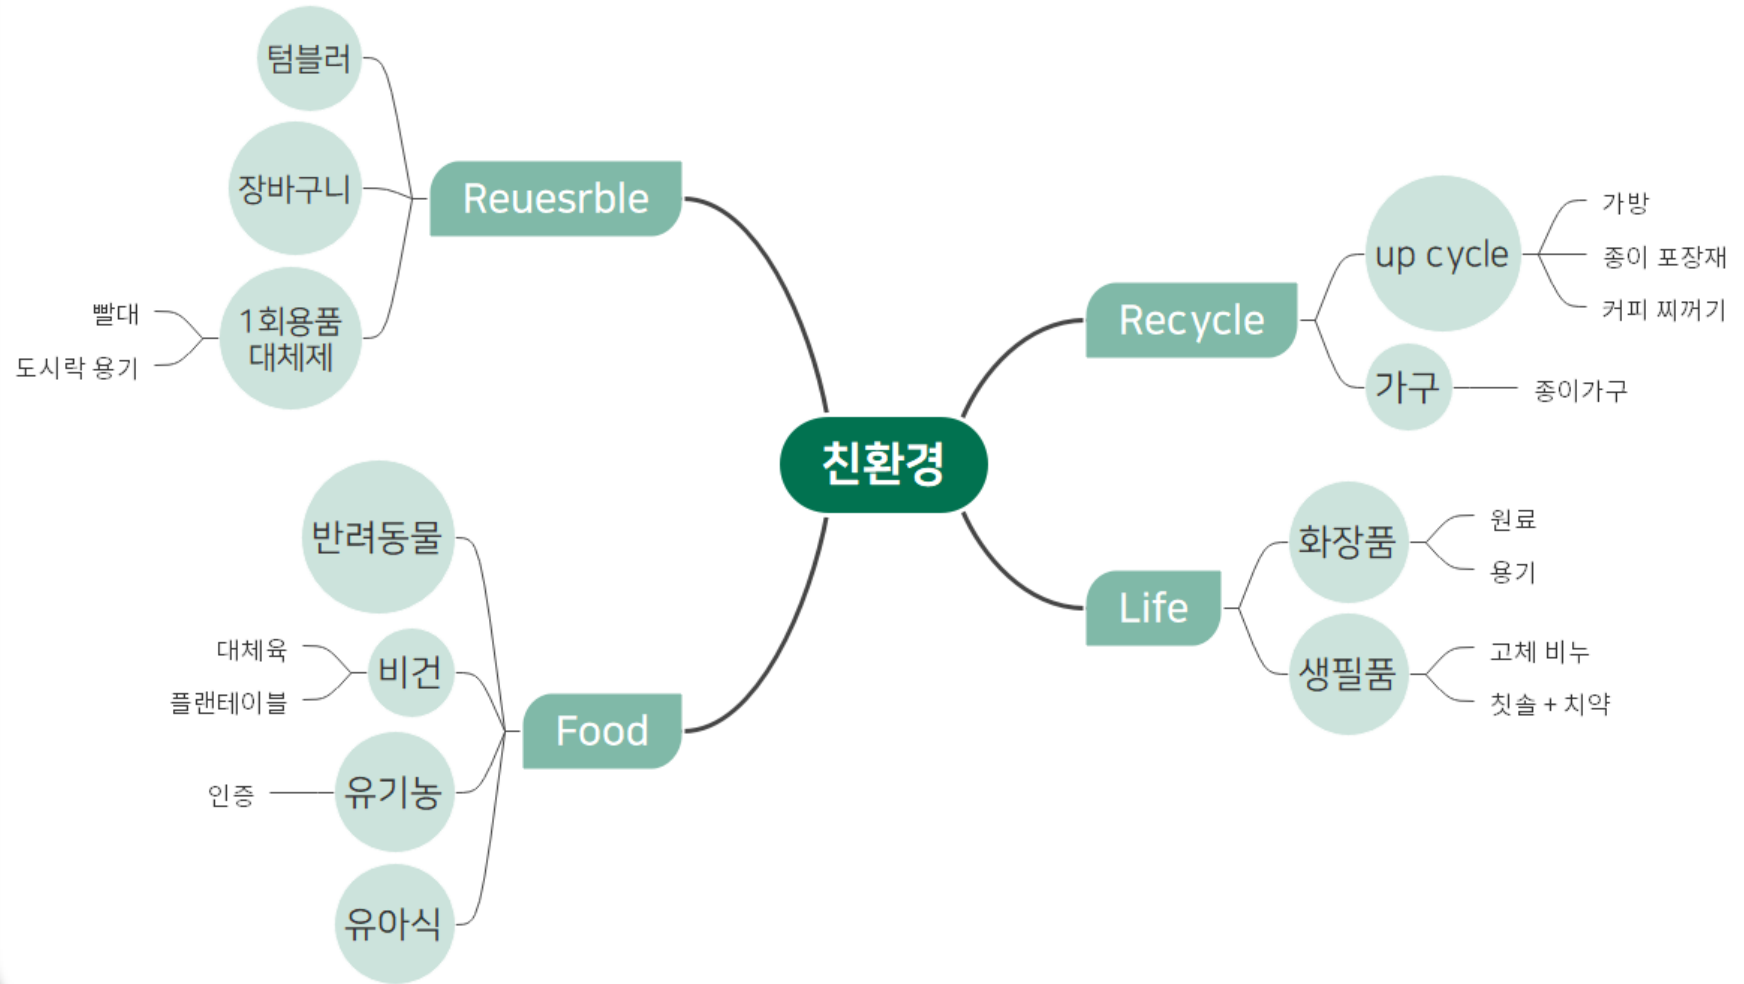 친환경
Reuesrble
텀블러
장바구니
1회용품
대체제
빨대
도시락 용기
Recycle
up cycle
가방
종이 포장재
커피 찌꺼기
가구
종이가구
Food
반려동물
비건
대체육
플랜테이블
유기농
인증
유아식
Life
화장품
원료
용기
생필품
고체 비누
칫솔 + 치약